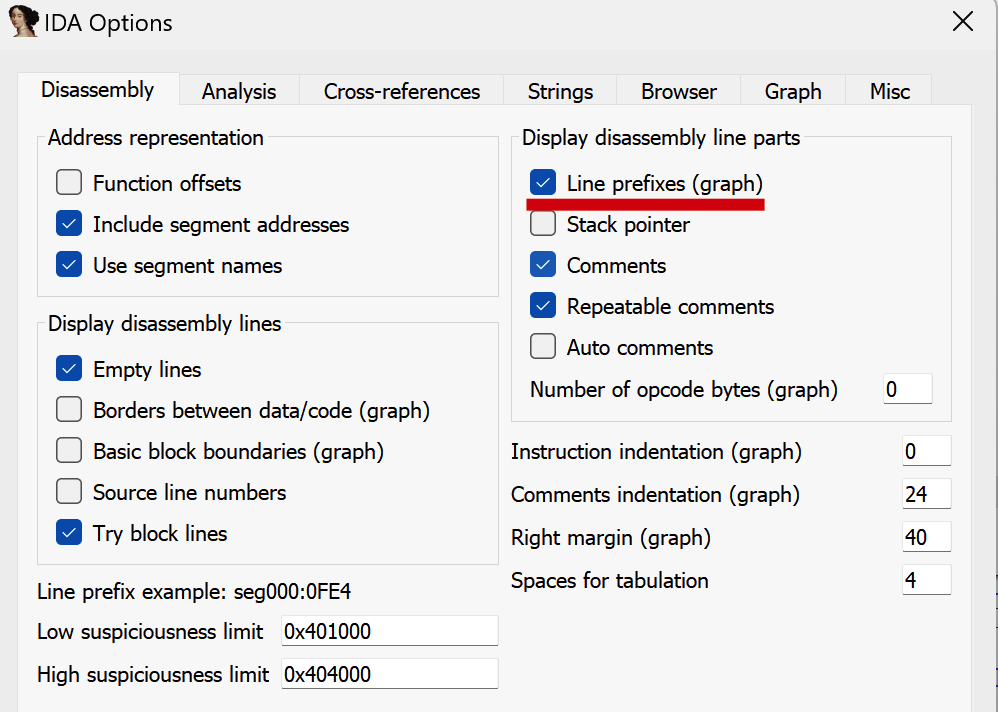 IDA Options
Disassembly
Analysis
Cross-references
Strings
Browser
Graph
Misc
Address representation
Function offsets
Include segment addresses
Use segment names
Display disassembly lines
Empty lines
Borders between data/code (graph)
Basic block boundaries (graph)
Source line numbers
Try block lines
Line prefix example: seg000:0FE4
Low suspiciousness limit 0x401000
High suspiciousness limit 0x404000
Display disassembly line parts
Line prefixes (graph)
Stack pointer
Comments
Repeatable comments
Auto comments
Number of opcode bytes (graph) 0
Instruction indentation (graph) 0
Comments indentation (graph) 24
Right margin (graph) 40
Spaces for tabulation 4